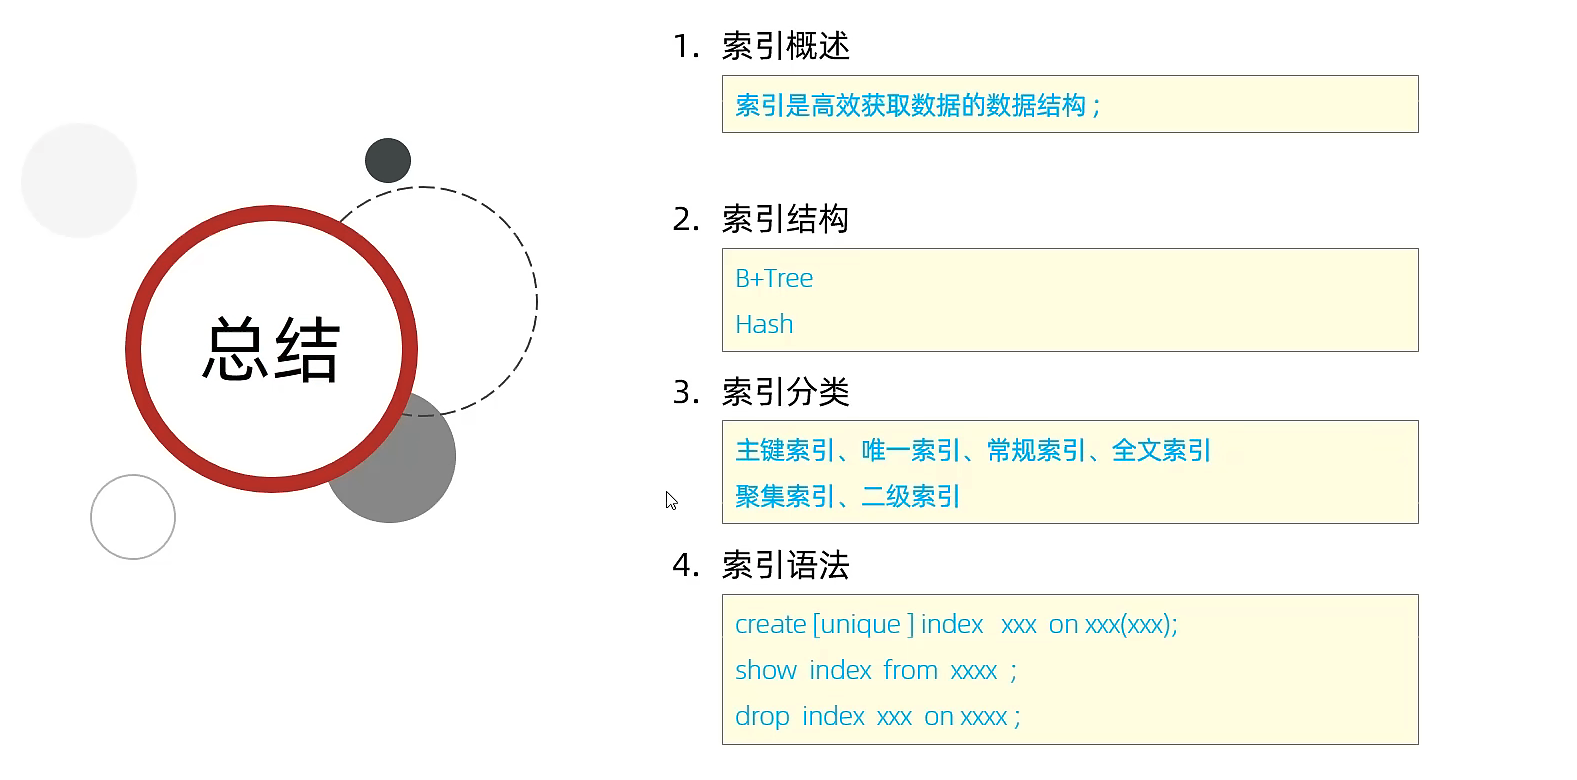 总结
1. 索引概述
索引是高效获取数据的数据结构；
2. 索引结构
B+Tree
Hash
3. 索引分类
主键索引、唯一索引、常规索引、全文索引
聚集索引、二级索引
4. 索引语法
create [unique ] index xxx on xxx(xxx);
show index from xxxx ;
drop index xxx on xxxx ;